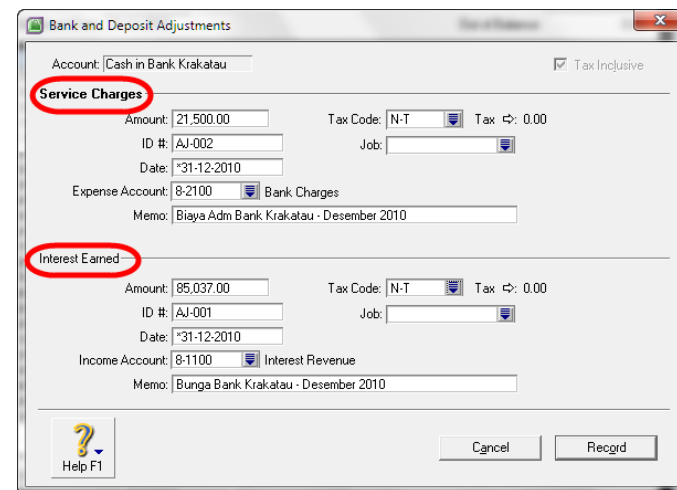 Bank and Deposit Adjustments
Account: Cash in Bank Krakatau Tax Inclusive
Service Charges
Amount: 21,500.00 Tax Code: N-T Tax ⇨: 0.00
ID #: AJ-002 Job:
Date: *31-12-2010
Expense Account: 8-2100 Bank Charges
Memo: Biaya Adm Bank Krakatau - Desember 2010
Interest Earned
Amount: 85,037.00 Tax Code: N-T Tax ⇨: 0.00
ID #: AJ-001 Job:
Date: *31-12-2010
Income Account: 8-1100 Interest Revenue
Memo: Bunga Bank Krakatau - Desember 2010
Help F1 Cancel Record